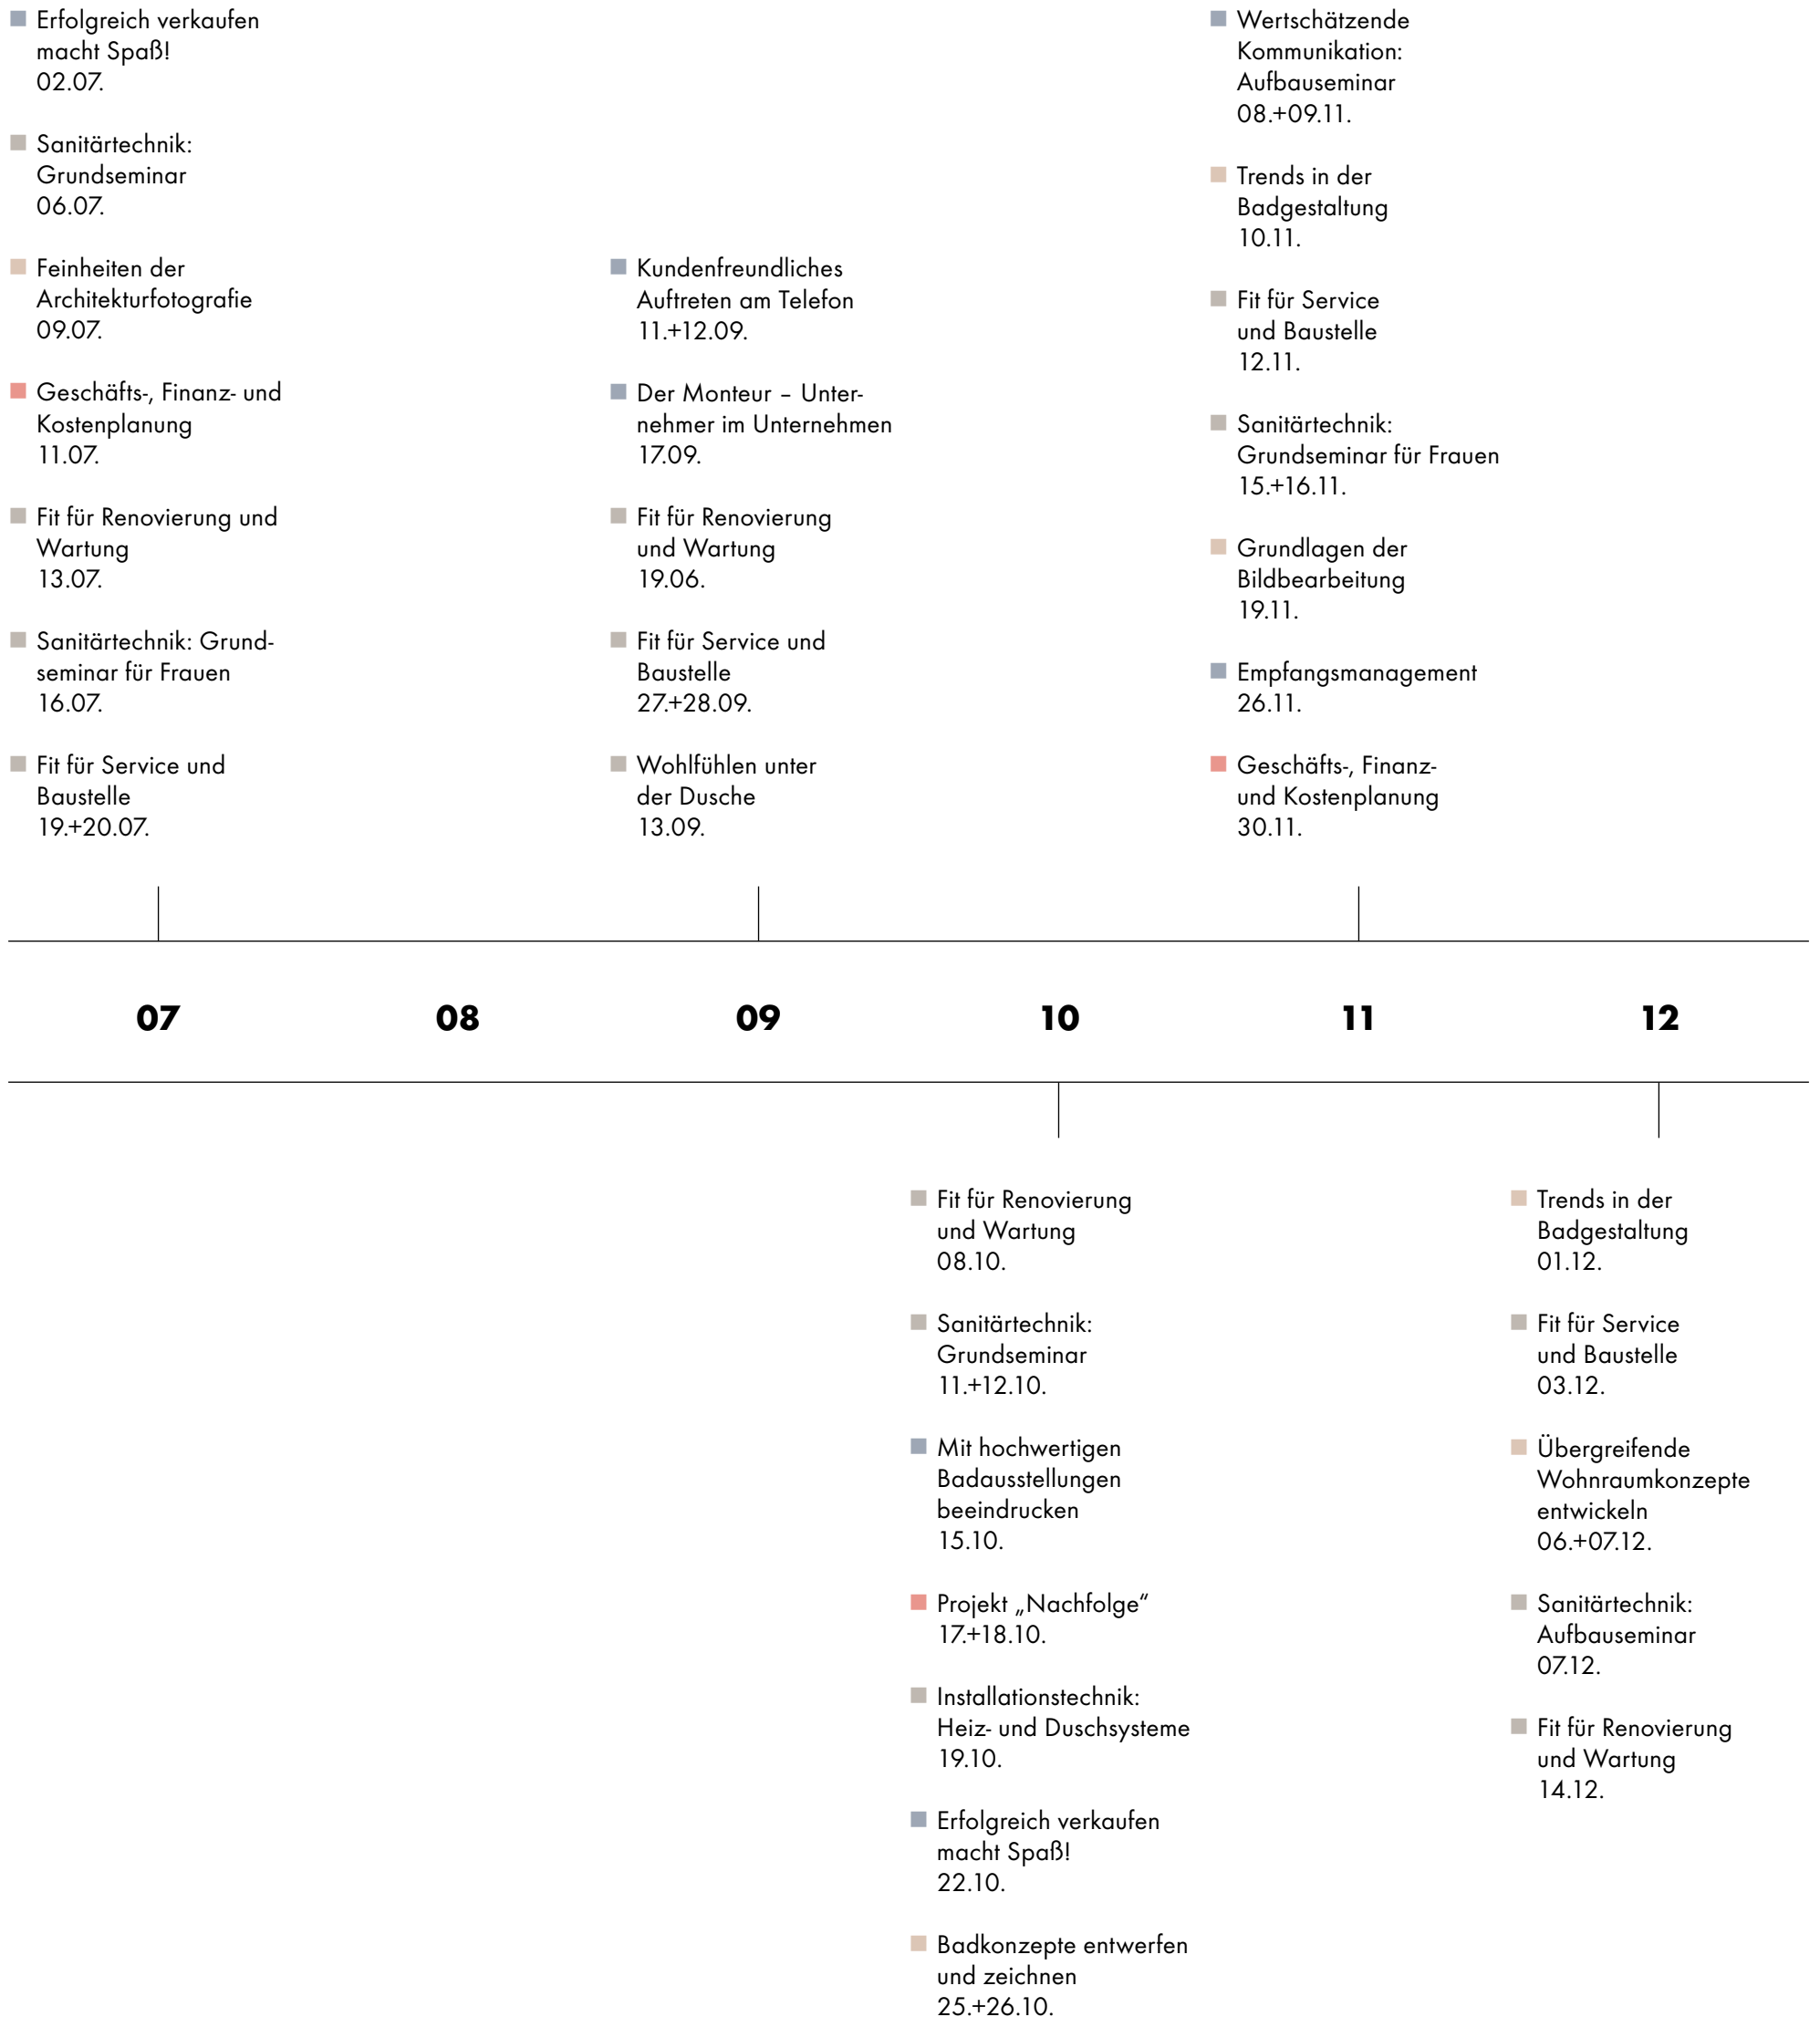 Erfolgreich verkaufen
macht Spaß!
02.07.
Sanitärtechnik:
Grundseminar
06.07.
Feinheiten der
Architekturfotografie
09.07.
Geschäfts-, Finanz- und
Kostenplanung
11.07.
Fit für Renovierung und
Wartung
13.07.
Sanitärtechnik: Grund-
seminar für Frauen
16.07.
Fit für Service und
Baustelle
19.+20.07.
Kundenfreundliches
Auftreten am Telefon
11.+12.09.
Der Monteur – Unter-
nehmer im Unternehmen
17.09.
Fit für Renovierung
und Wartung
19.06.
Fit für Service und
Baustelle
27.+28.09.
Wohlfühlen unter
der Dusche
13.09.
Wertschätzende
Kommunikation:
Aufbauseminar
08.+09.11.
Trends in der
Badgestaltung
10.11.
Fit für Service
und Baustelle
12.11.
Sanitärtechnik:
Grundseminar für Frauen
15.+16.11.
Grundlagen der
Bildbearbeitung
19.11.
Empfangsmanagement
26.11.
Geschäfts-, Finanz-
und Kostenplanung
30.11.
07 08 09 10 11 12
Fit für Renovierung
und Wartung
08.10.
Sanitärtechnik:
Grundseminar
11.+12.10.
Mit hochwertigen
Badausstellungen
beeindrucken
15.10.
Projekt „Nachfolge“
17.+18.10.
Installationstechnik:
Heiz- und Duschsysteme
19.10.
Erfolgreich verkaufen
macht Spaß!
22.10.
Badkonzepte entwerfen
und zeichnen
25.+26.10.
Trends in der
Badgestaltung
01.12.
Fit für Service
und Baustelle
03.12.
Übergreifende
Wohnraumkonzepte
entwickeln
06.+07.12.
Sanitärtechnik:
Aufbauseminar
07.12.
Fit für Renovierung
und Wartung
14.12.